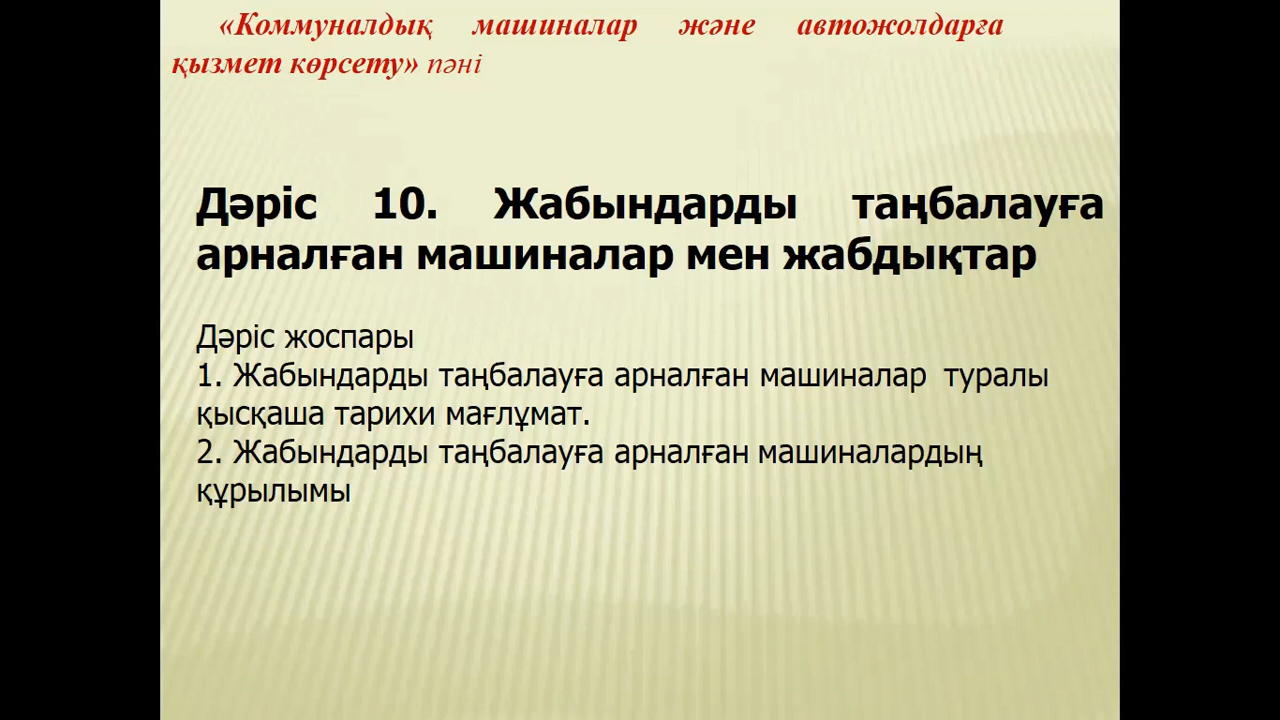 «Коммуналдық машиналар және автожолдарға
қызмет көрсету» пәні
Дәріс 10. Жабындарды таңбалауға
арналған машиналар мен жабдықтар
Дәріс жоспары
1. Жабындарды таңбалауға арналған машиналар туралы
қысқаша тарихи мағлұмат.
2. Жабындарды таңбалауға арналған машиналардың
құрылымы